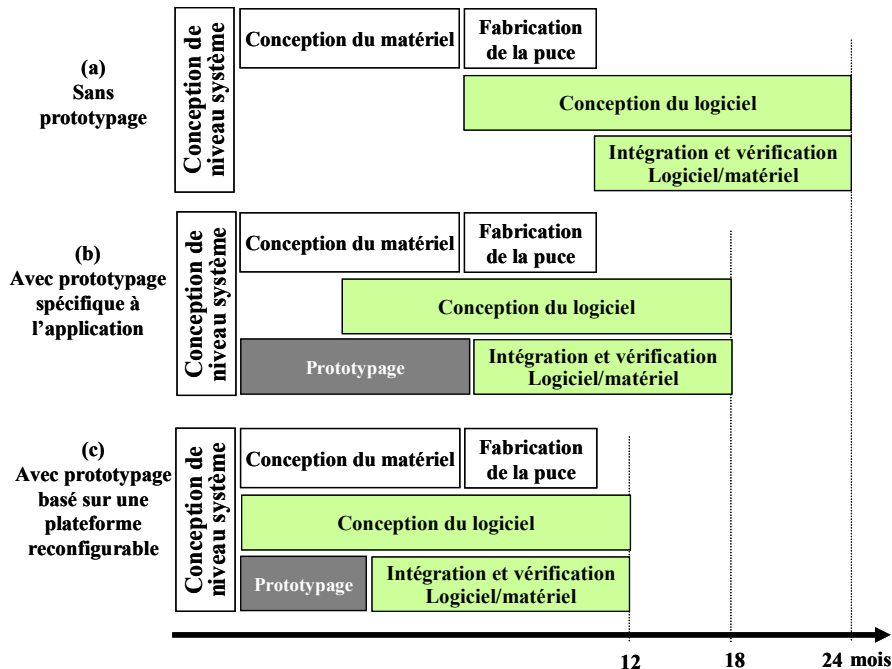 (a)
Sans
prototypage
Conception de
niveau système
Conception du matériel
Fabrication
de la puce
Conception du logiciel
Intégration et vérification
Logiciel/matériel
(b)
Avec prototypage
spécifique à
l'application
Conception de
niveau système
Conception du matériel
Fabrication
de la puce
Conception du logiciel
Prototypage
Intégration et vérification
Logiciel/matériel
(c)
Avec prototypage
basé sur une
plateforme
reconfigurable
Conception de
niveau système
Conception du matériel
Fabrication
de la puce
Conception du logiciel
Prototypage
Intégration et vérification
Logiciel/matériel
12 18 24 mois